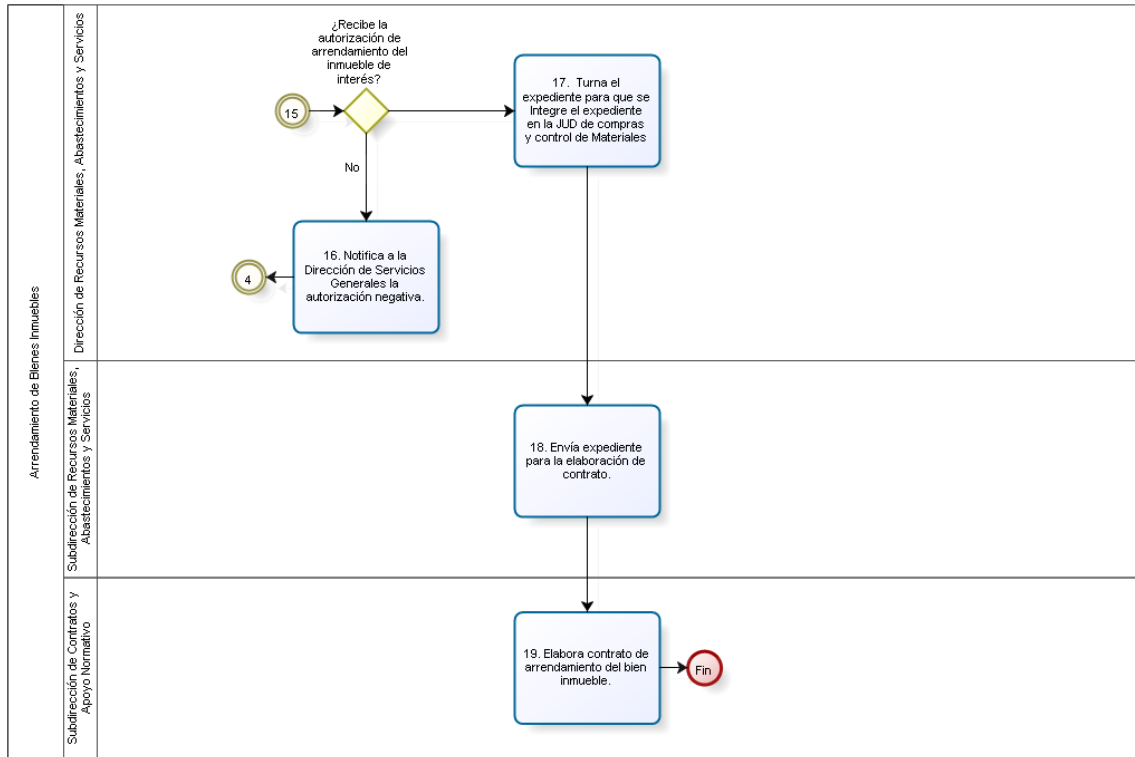 Arrendamiento de BIenes Inmuebles
Dirección de Recursos Materiales, Abastecimientos y Servicios
¿Recibe la
autorización de
arrendamiento del
inmueble de
interés?
15
No
17. Turna el
expediente para que se
Integre el expediente
en la JUD de compras
y control de Materiales
16. Notifica a la
Dirección de Servicios
Generales la
autorización negativa.
4
Subdirección de Recursos Materiales,
Abastecimientos y Servicios
18. Envía expediente
para la elaboración de
contrato.
Subdirección de Contratos y
Apoyo Normativo
19. Elabora contrato de
arrendamiento del bien
inmueble.
Fin